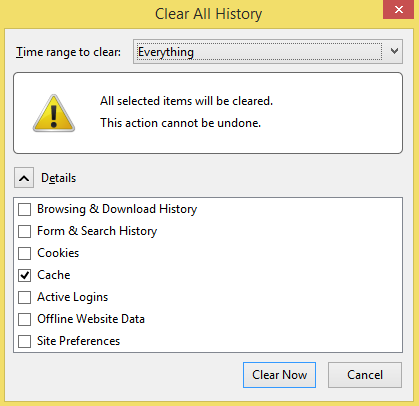 Clear All History
Time range to clear: Everything
All selected items will be cleared.
This action cannot be undone.
Details
Browsing & Download History
Form & Search History
Cookies
Cache
Active Logins
Offline Website Data
Site Preferences
Clear Now Cancel